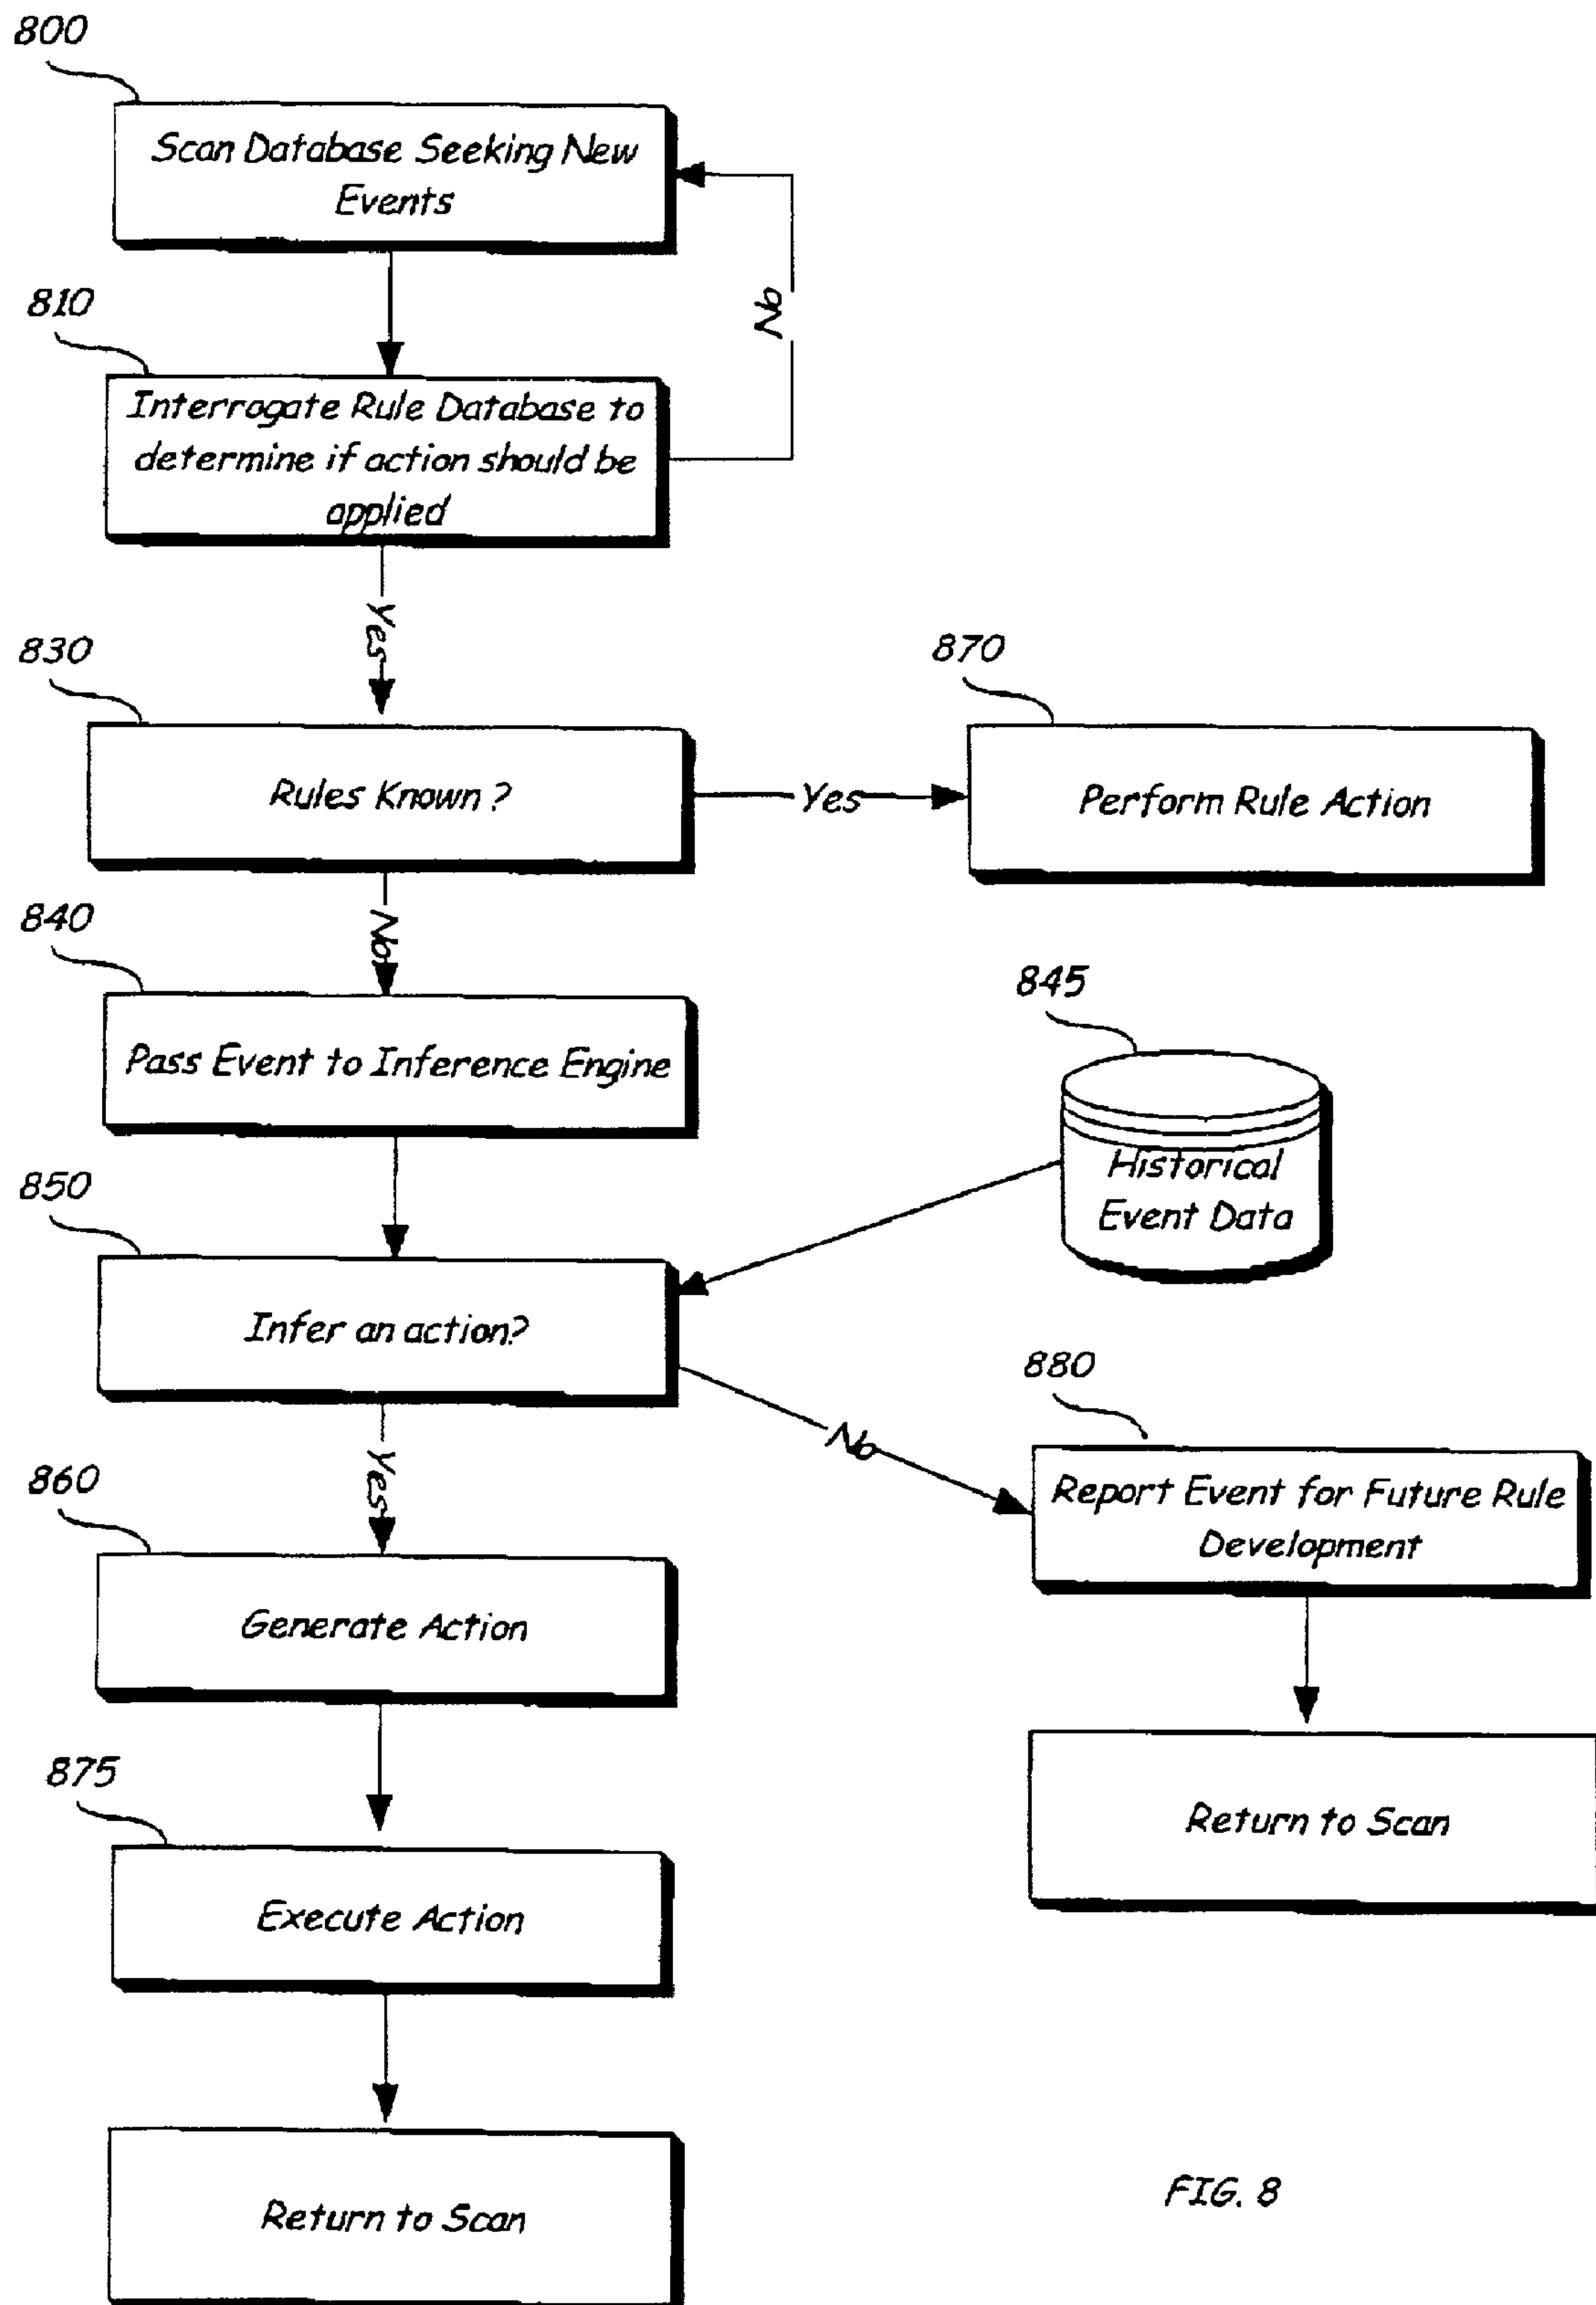 800
Scan Database Seeking New
Events
No
810
Interrogate Rule Database to
determine if action should be
applied
Yes
830
Rules Known?
Yes
870
Perform Rule Action
No
840
Pass Event to Inference Engine
845
Historical
Event Data
850
Infer an action?
No
880
Report Event for Future Rule
Development
Yes
860
Generate Action
Return to Scan
875
Execute Action
Return to Scan
FIG. 8